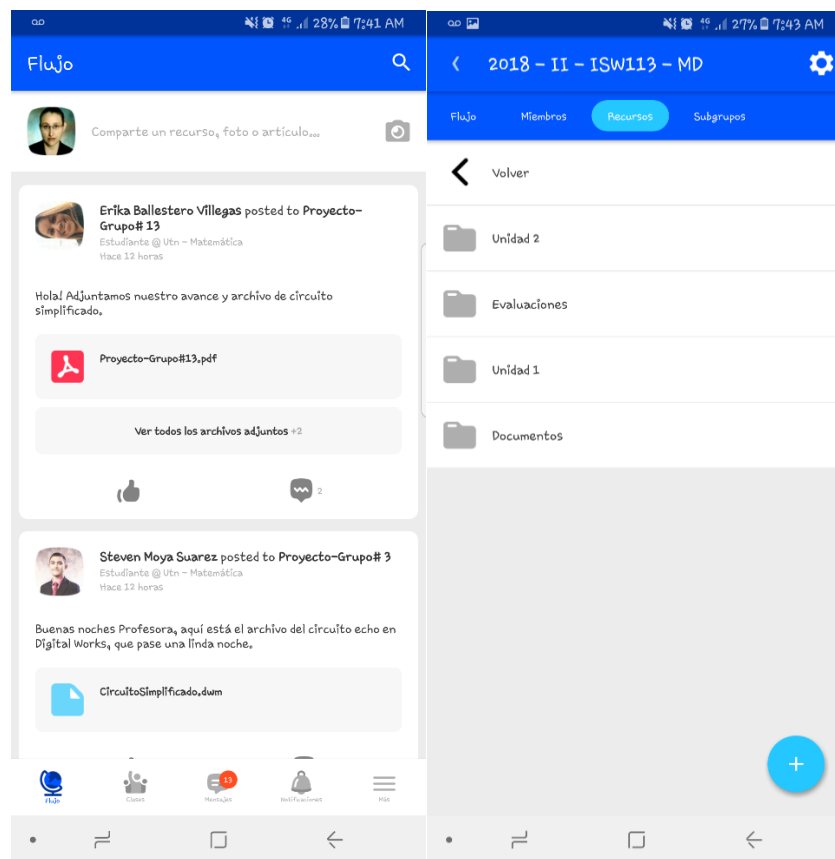 4G 28% 7:41 AM
Flujo
Comparte un recurso, foto o artículo...
Erika Ballestero Villegas posted to Proyecto-
Grupo# 13
Estudiante @ Utn - Matemática
Hace 12 horas
Hola! Adjuntamos nuestro avance y archivo de circuito
simplificado.
Proyecto-Grupo#13.pdf
Ver todos los archivos adjuntos +2
2
Steven Moya Suarez posted to Proyecto-Grupo# 3
Estudiante @ Utn - Matemática
Hace 12 horas
Buenas noches Profesora, aquí está el archivo del circuito echo en
Digital Works, que pase una linda noche.
CircuitoSimplificado.dwm
13
Flujo Clases Mensajes Notificaciones Más
4G 27% 7:43 AM
2018 - II - ISW113 - MD
Flujo Miembros Recursos Subgrupos
Volver
Unidad 2
Evaluaciones
Unidad 1
Documentos